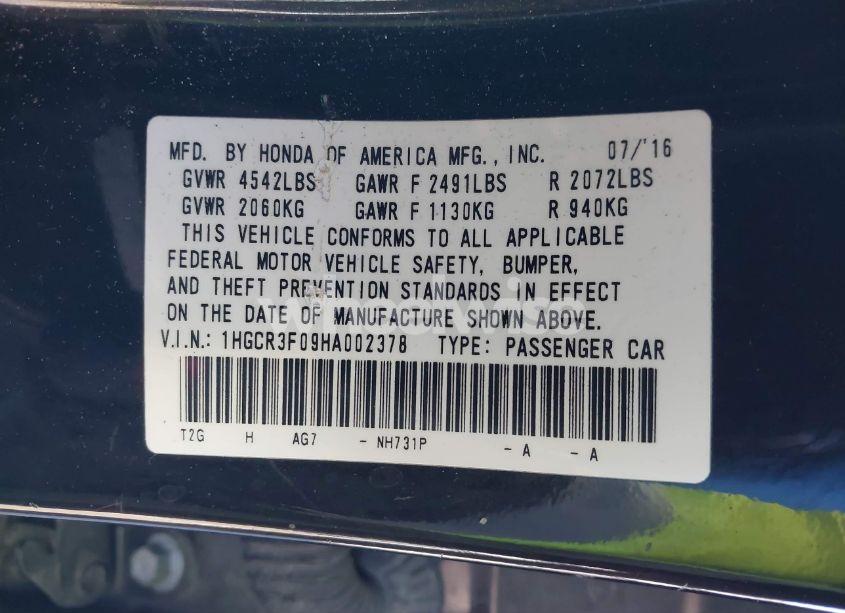 MFD. BY HONDA OF AMERICA MFG., INC. 07/'16
GVWR 4542LBS GAWR F 2491LBS R 2072LBS
GVWR 2060KG GAWR F 1130KG R 940KG
THIS VEHICLE CONFORMS TO ALL APPLICABLE
FEDERAL MOTOR VEHICLE SAFETY, BUMPER,
AND THEFT PREVENTION STANDARDS IN EFFECT
ON THE DATE OF MANUFACTURE SHOWN ABOVE.
V.I.N.: 1HGCR3F09HA002378 TYPE: PASSENGER CAR
T2G H AG7 - NH731P - A - A